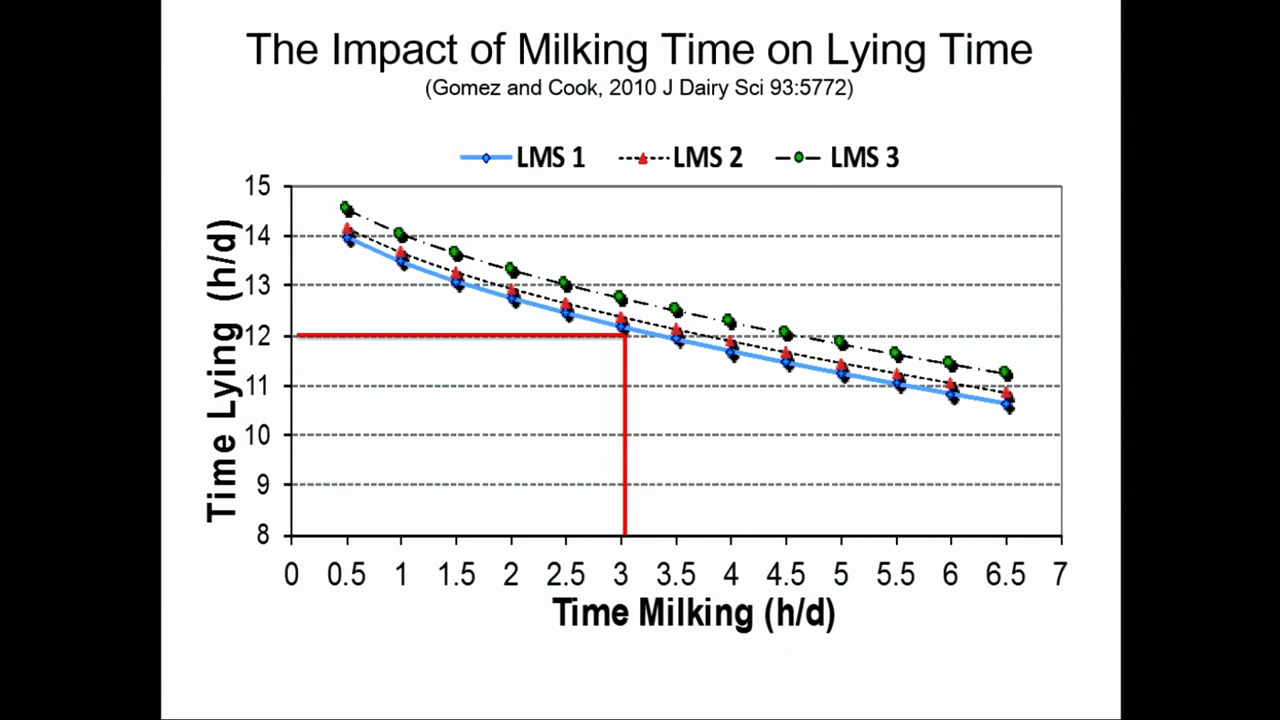 The Impact of Milking Time on Lying Time
(Gomez and Cook, 2010 J Dairy Sci 93:5772)
LMS 1 LMS 2 LMS 3
Time Lying (h/d)
15
14
13
12
11
10
9
8
0 0.5 1 1.5 2 2.5 3 3.5 4 4.5 5 5.5 6 6.5 7
Time Milking (h/d)